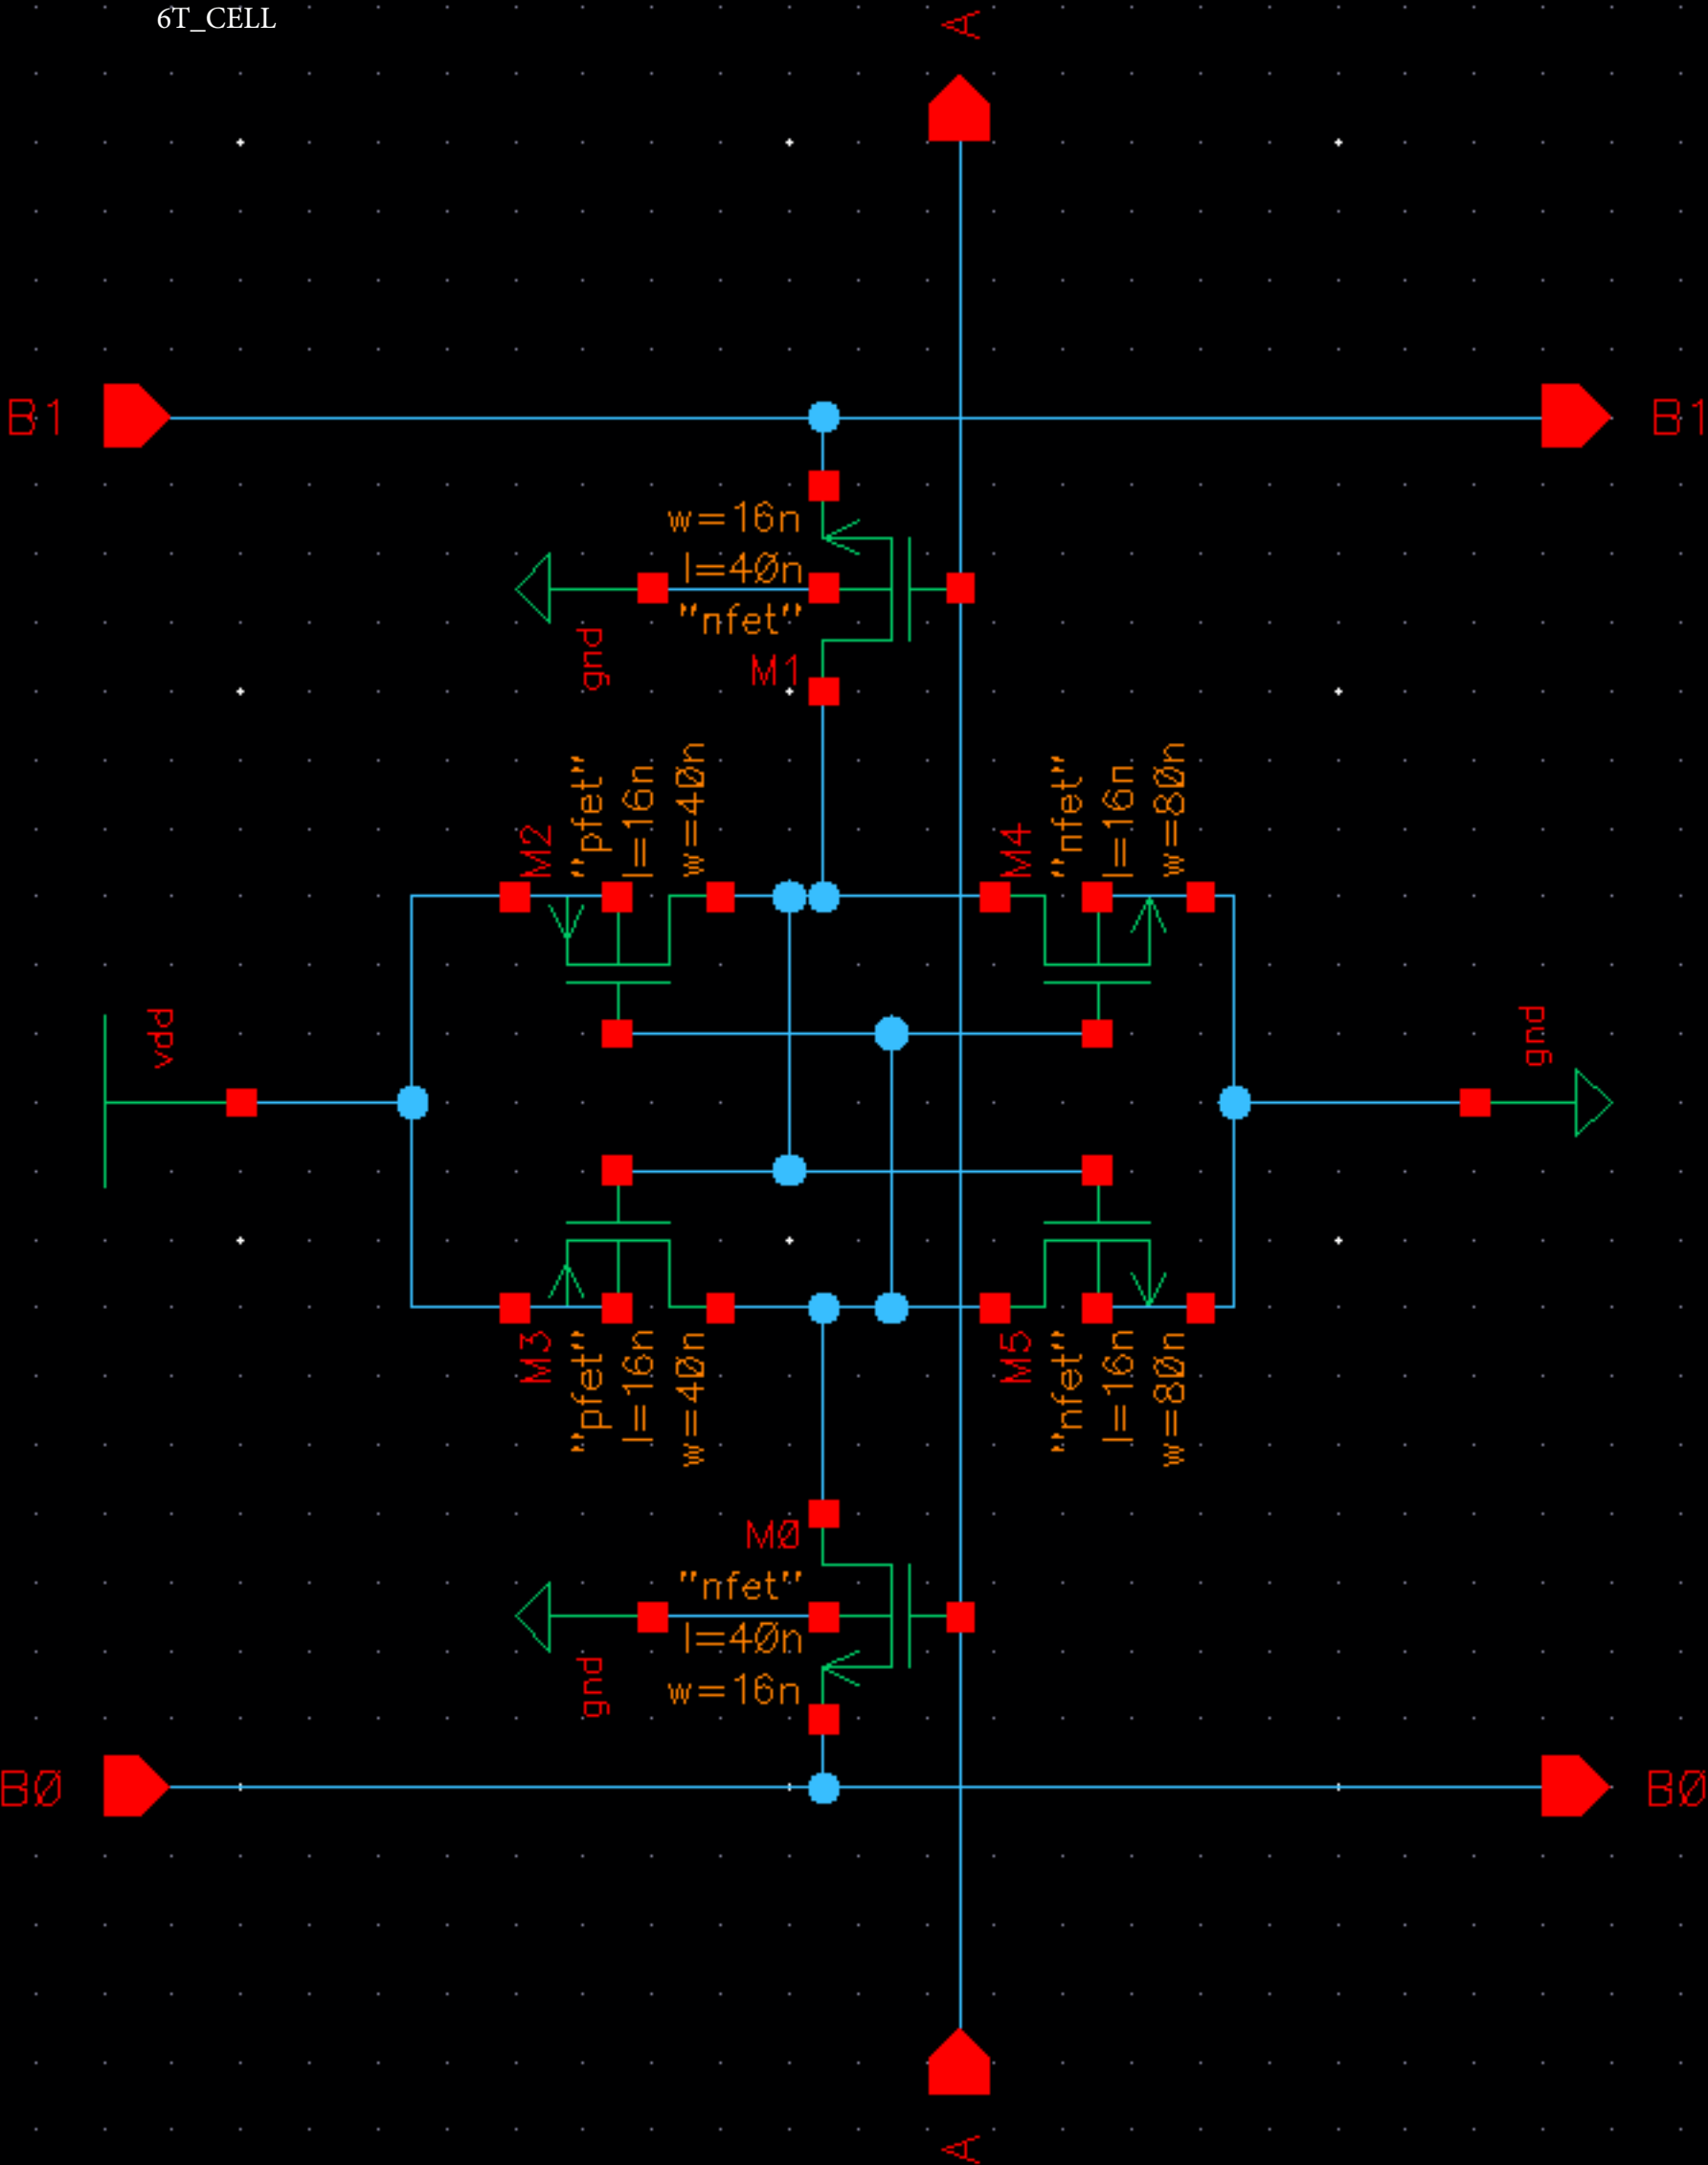 6T_CELL
A
B1
B1
w=16n
l=40n
"nfet"
gnd
M1
M2
"pfet"
l=16n
w=40n
M4
"nfet"
l=16n
w=80n
vdd
gnd
M3
"pfet"
l=16n
w=40n
M5
"nfet"
l=16n
w=80n
M0
"nfet"
l=40n
w=16n
gnd
B0
B0
A